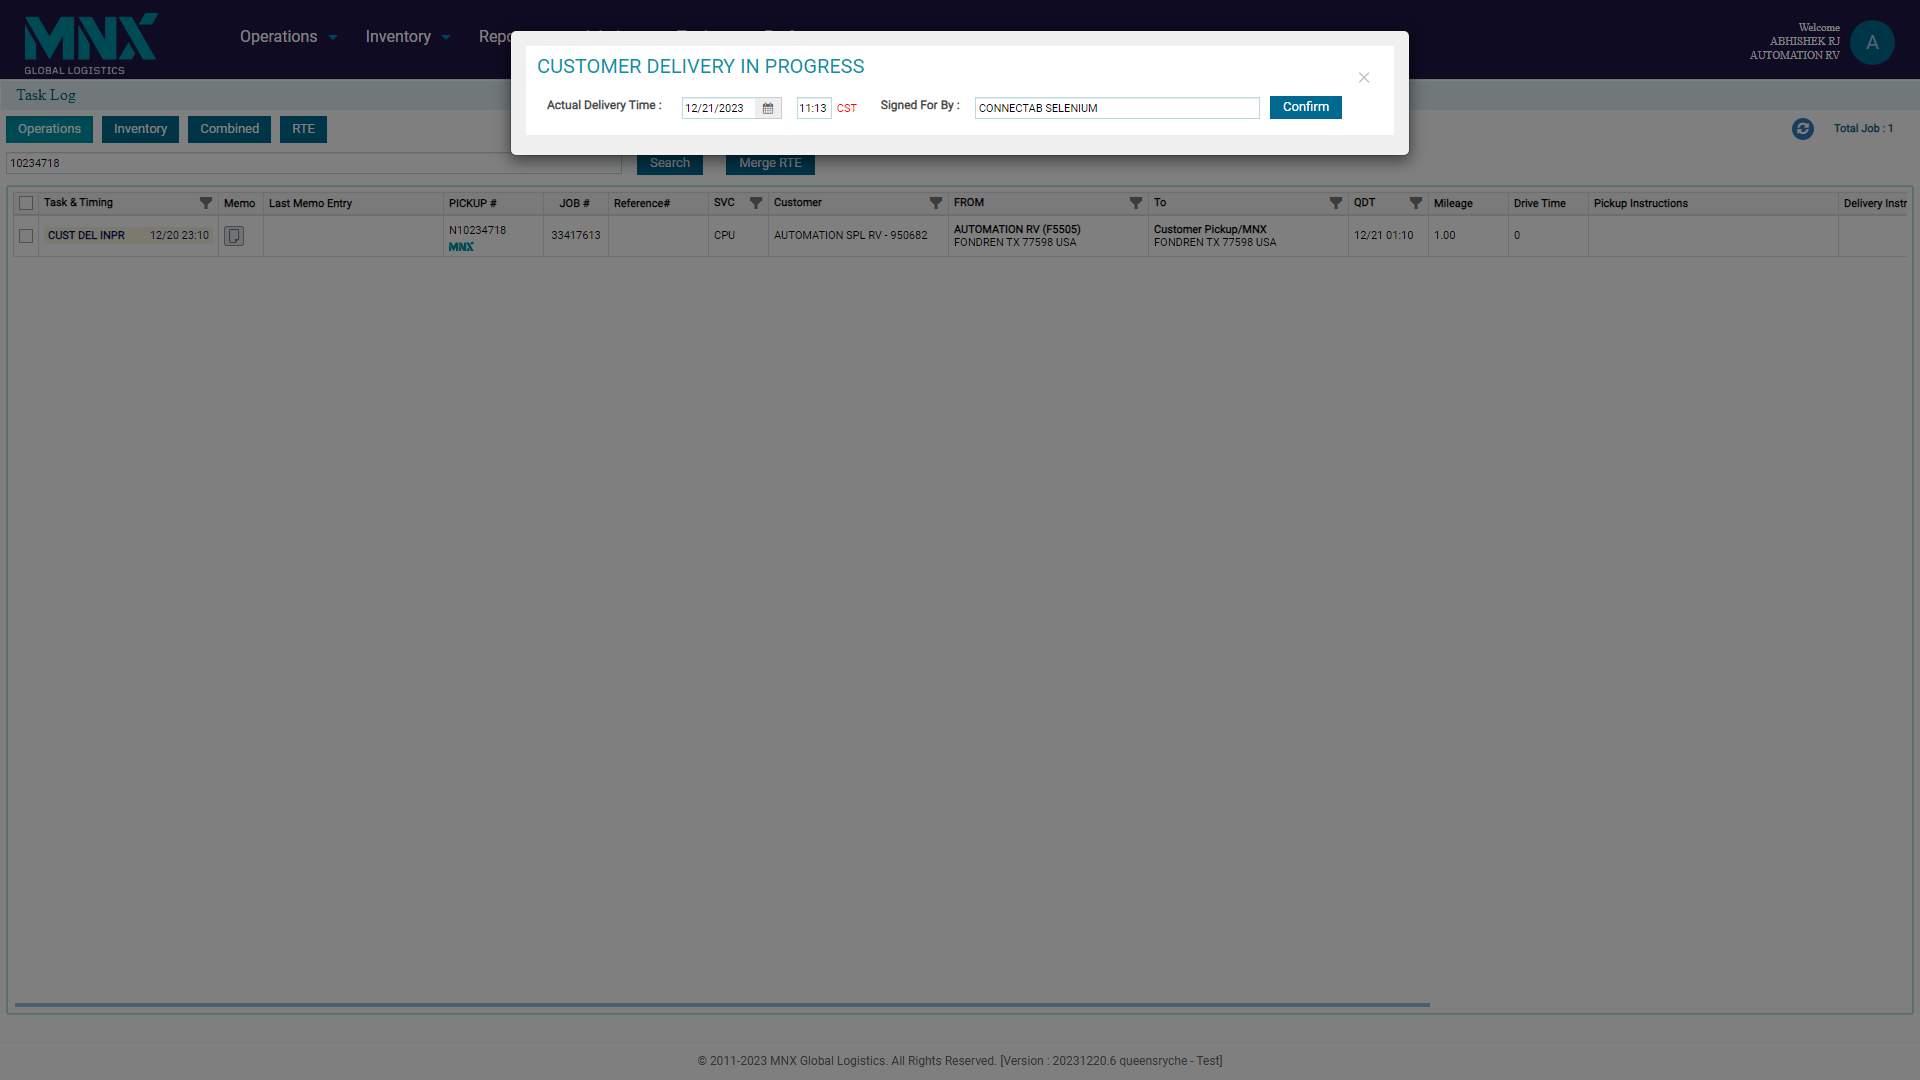 MNX
GLOBAL LOGISTICS
Operations Inventory
Welcome
ABHISHEK RJ
AUTOMATION RV
A
CUSTOMER DELIVERY IN PROGRESS
×
Actual Delivery Time : 12/21/2023 11:13 CST Signed For By : CONNECTAB SELENIUM Confirm
Task Log
Operations Inventory Combined RTE
Total Job : 1
10234718 Search Merge RTE
Task & Timing Memo Last Memo Entry PICKUP # JOB # Reference# SVC Customer FROM To QDT Mileage Drive Time Pickup Instructions Delivery Instr
CUST DEL INPR 12/20 23:10 N10234718 MNX 33417613 CPU AUTOMATION SPL RV - 950682 AUTOMATION RV (F5505) Customer Pickup/MNX 12/21 01:10 1.00 0
FONDREN TX 77598 USA FONDREN TX 77598 USA
© 2011-2023 MNX Global Logistics. All Rights Reserved. [Version : 20231220.6 queensryche - Test]